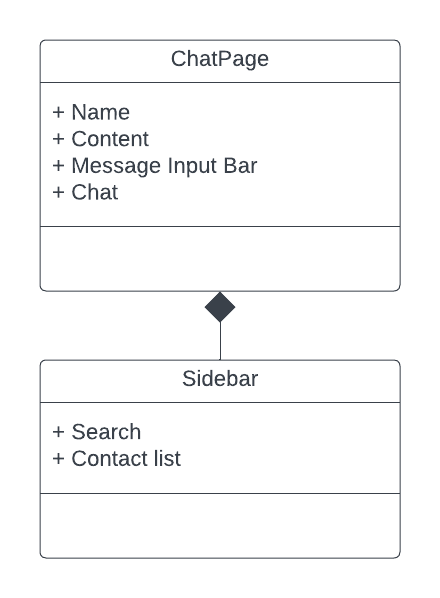 ChatPage
+ Name
+ Content
+ Message Input Bar
+ Chat
Sidebar
+ Search
+ Contact list